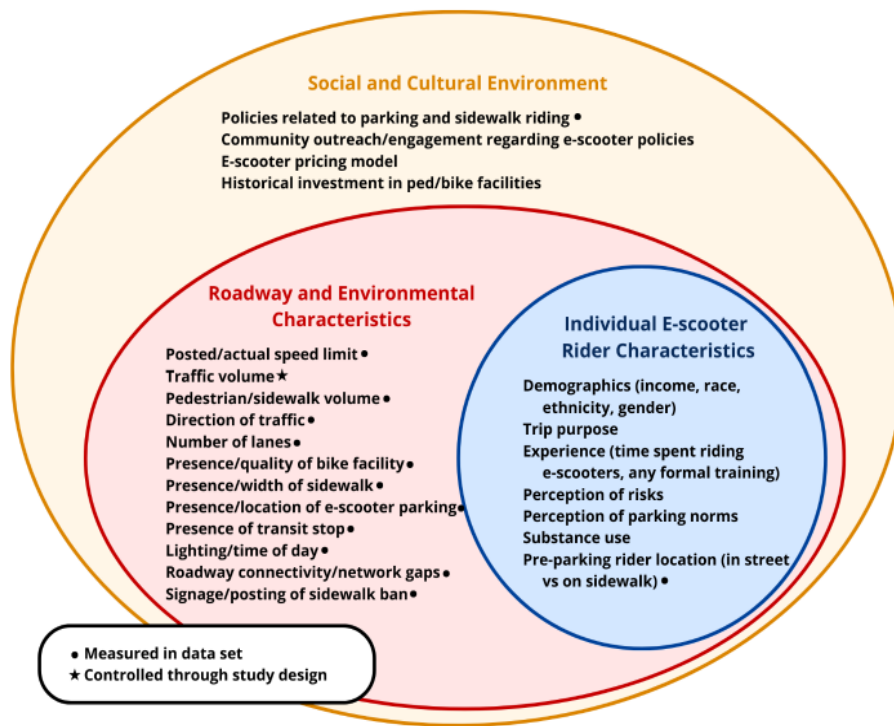 Social and Cultural Environment
Policies related to parking and sidewalk riding •
Community outreach/engagement regarding e-scooter policies
E-scooter pricing model
Historical investment in ped/bike facilities
Roadway and Environmental
Characteristics
Posted/actual speed limit •
Traffic volume ★
Pedestrian/sidewalk volume •
Direction of traffic •
Number of lanes •
Presence/quality of bike facility •
Presence/width of sidewalk •
Presence/location of e-scooter parking •
Presence of transit stop •
Lighting/time of day •
Roadway connectivity/network gaps •
Signage/posting of sidewalk ban •
Individual E-scooter
Rider Characteristics
Demographics (income, race,
ethnicity, gender)
Trip purpose
Experience (time spent riding
e-scooters, any formal training)
Perception of risks
Perception of parking norms
Substance use
Pre-parking rider location (in street
vs on sidewalk) •
• Measured in data set
★ Controlled through study design